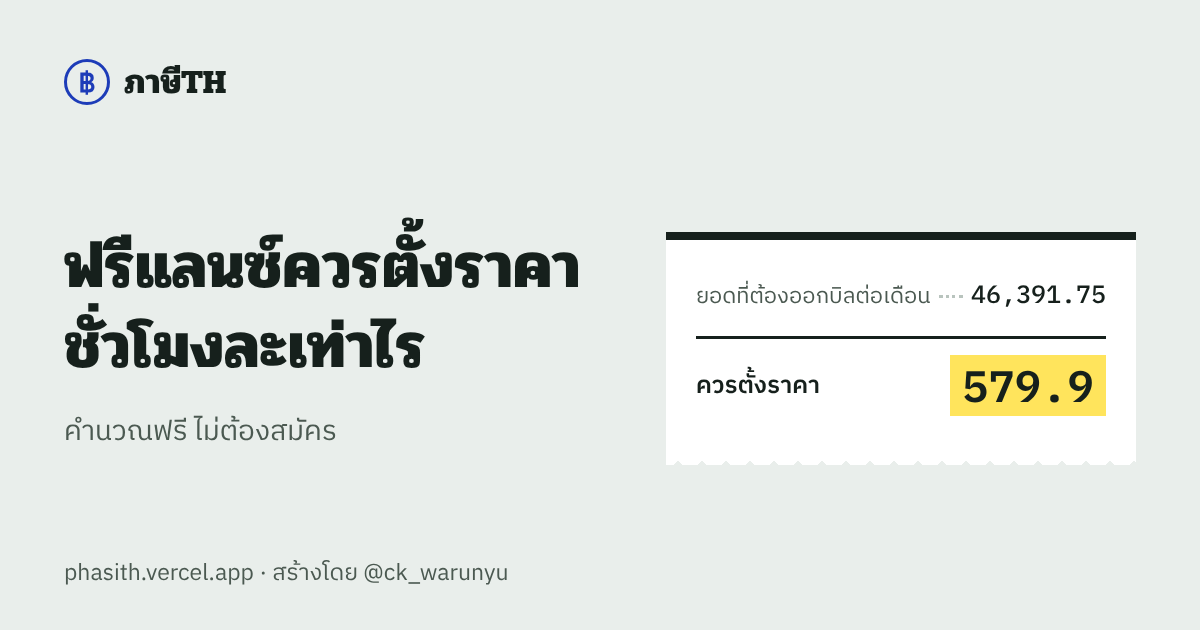 ฿ ภาษีTH
ฟรีแลนซ์ควรตั้งราคา
ชั่วโมงละเท่าไร
คำนวณฟรี ไม่ต้องสมัคร
ยอดที่ต้องออกบิลต่อเดือน 46,391.75
ควรตั้งราคา 579.9
phasith.vercel.app · สร้างโดย @ck_warunyu